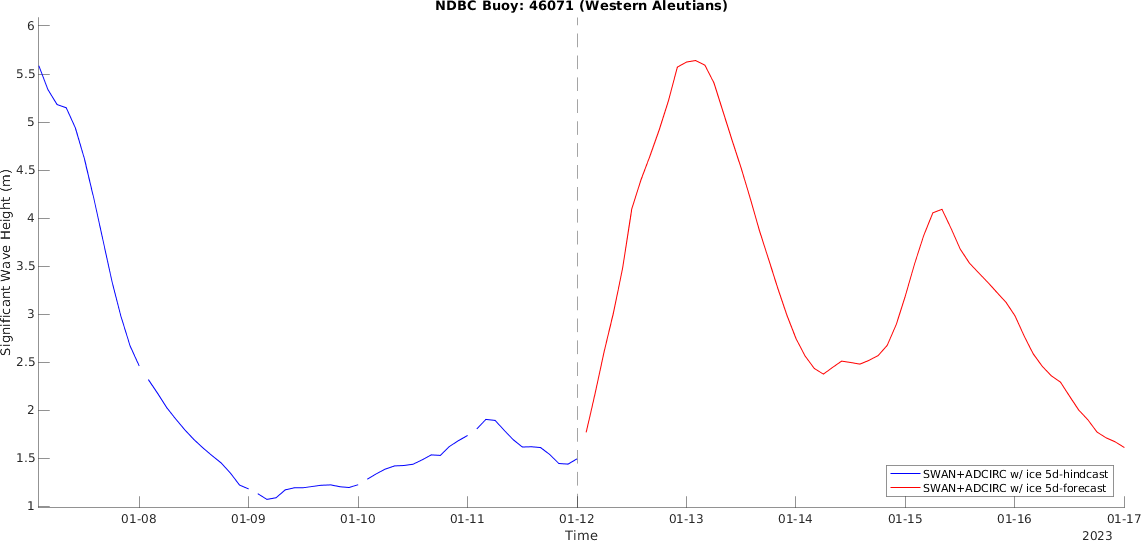 NDBC Buoy: 46071 (Western Aleutians)
Significant Wave Height (m)
6
5.5
5
4.5
4
3.5
3
2.5
2
1.5
1
SWAN+ADCIRC w/ ice 5d-hindcast
SWAN+ADCIRC w/ ice 5d-forecast
01-08 01-09 01-10 01-11 01-12 01-13 01-14 01-15 01-16 01-17
Time
2023